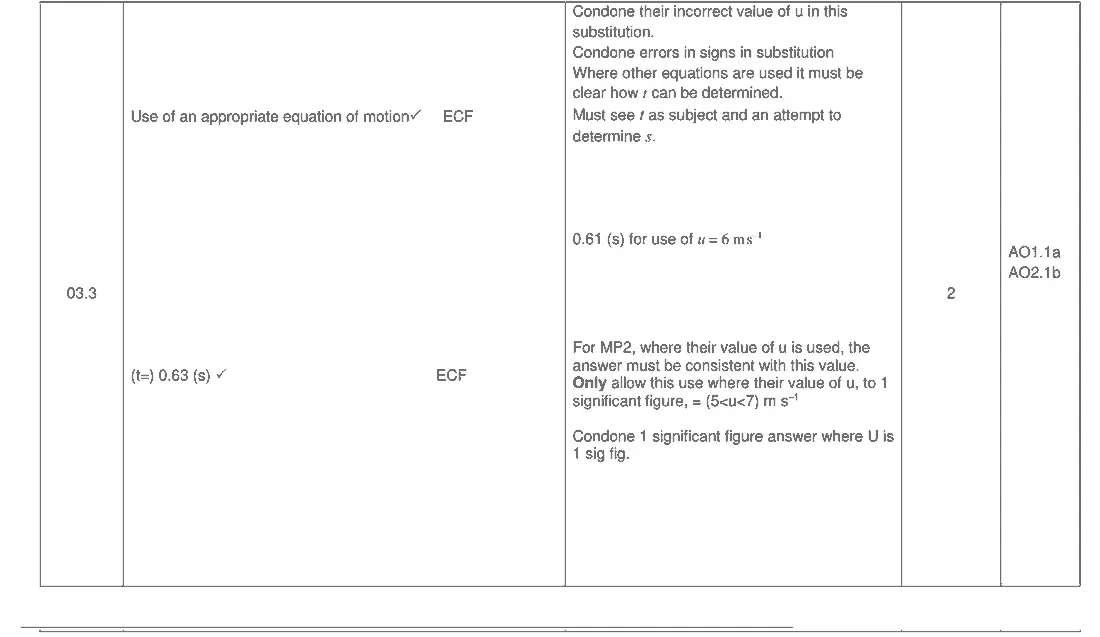 Condone their incorrect value of u in this
substitution.
Condone errors in signs in substitution
Where other equations are used it must be
clear how t can be determined.
Use of an appropriate equation of motion✓ ECF
Must see t as subject and an attempt to
determine s.
0.61 (s) for use of u = 6 m s⁻¹
AO1.1a
AO2.1b
03.3
2
For MP2, where their value of u is used, the
answer must be consistent with this value.
(t=) 0.63 (s) ✓ ECF
Only allow this use where their value of u, to 1
significant figure, = (5<u<7) m s⁻¹
Condone 1 significant figure answer where U is
1 sig fig.